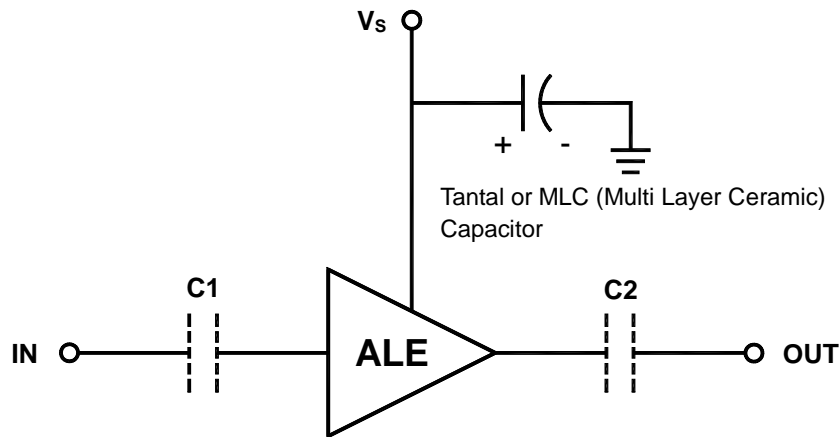 Vs
+ -
Tantal or MLC (Multi Layer Ceramic)
Capacitor
C1 C2
IN ALE OUT